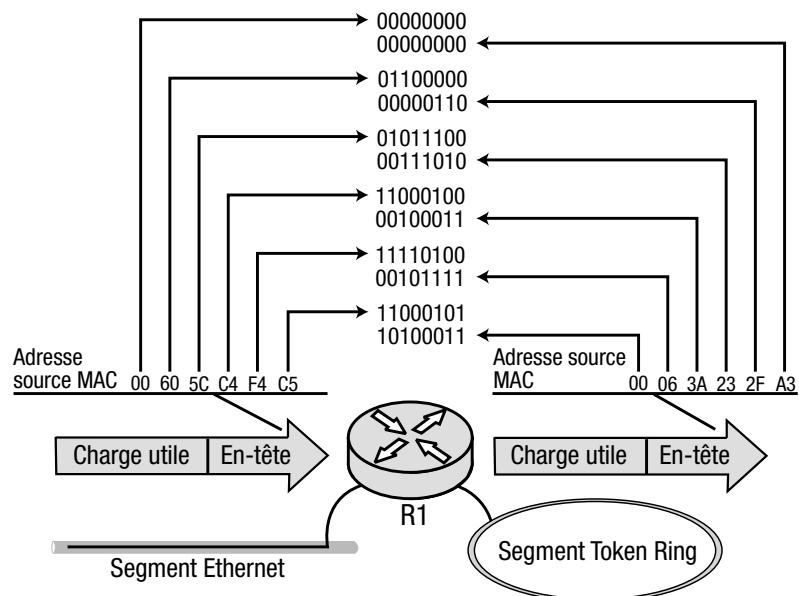 00000000
00000000
01100000
00000110
01011100
00111010
11000100
00100011
11110100
00101111
11000101
10100011
Adresse
source MAC 00 60 5C C4 F4 C5
Adresse source
MAC 00 06 3A 23 2F A3
Charge utile En-tête
Charge utile En-tête
R1
Segment Ethernet
Segment Token Ring